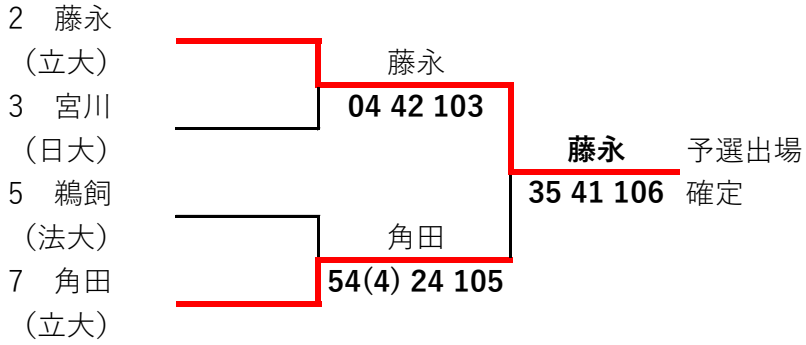 2 藤永
(立大)
3 宮川
(日大)
5 鵜飼
(法大)
7 角田
(立大)
藤永
04 42 103
角田
54(4) 24 105
藤永
35 41 106
予選出場
確定